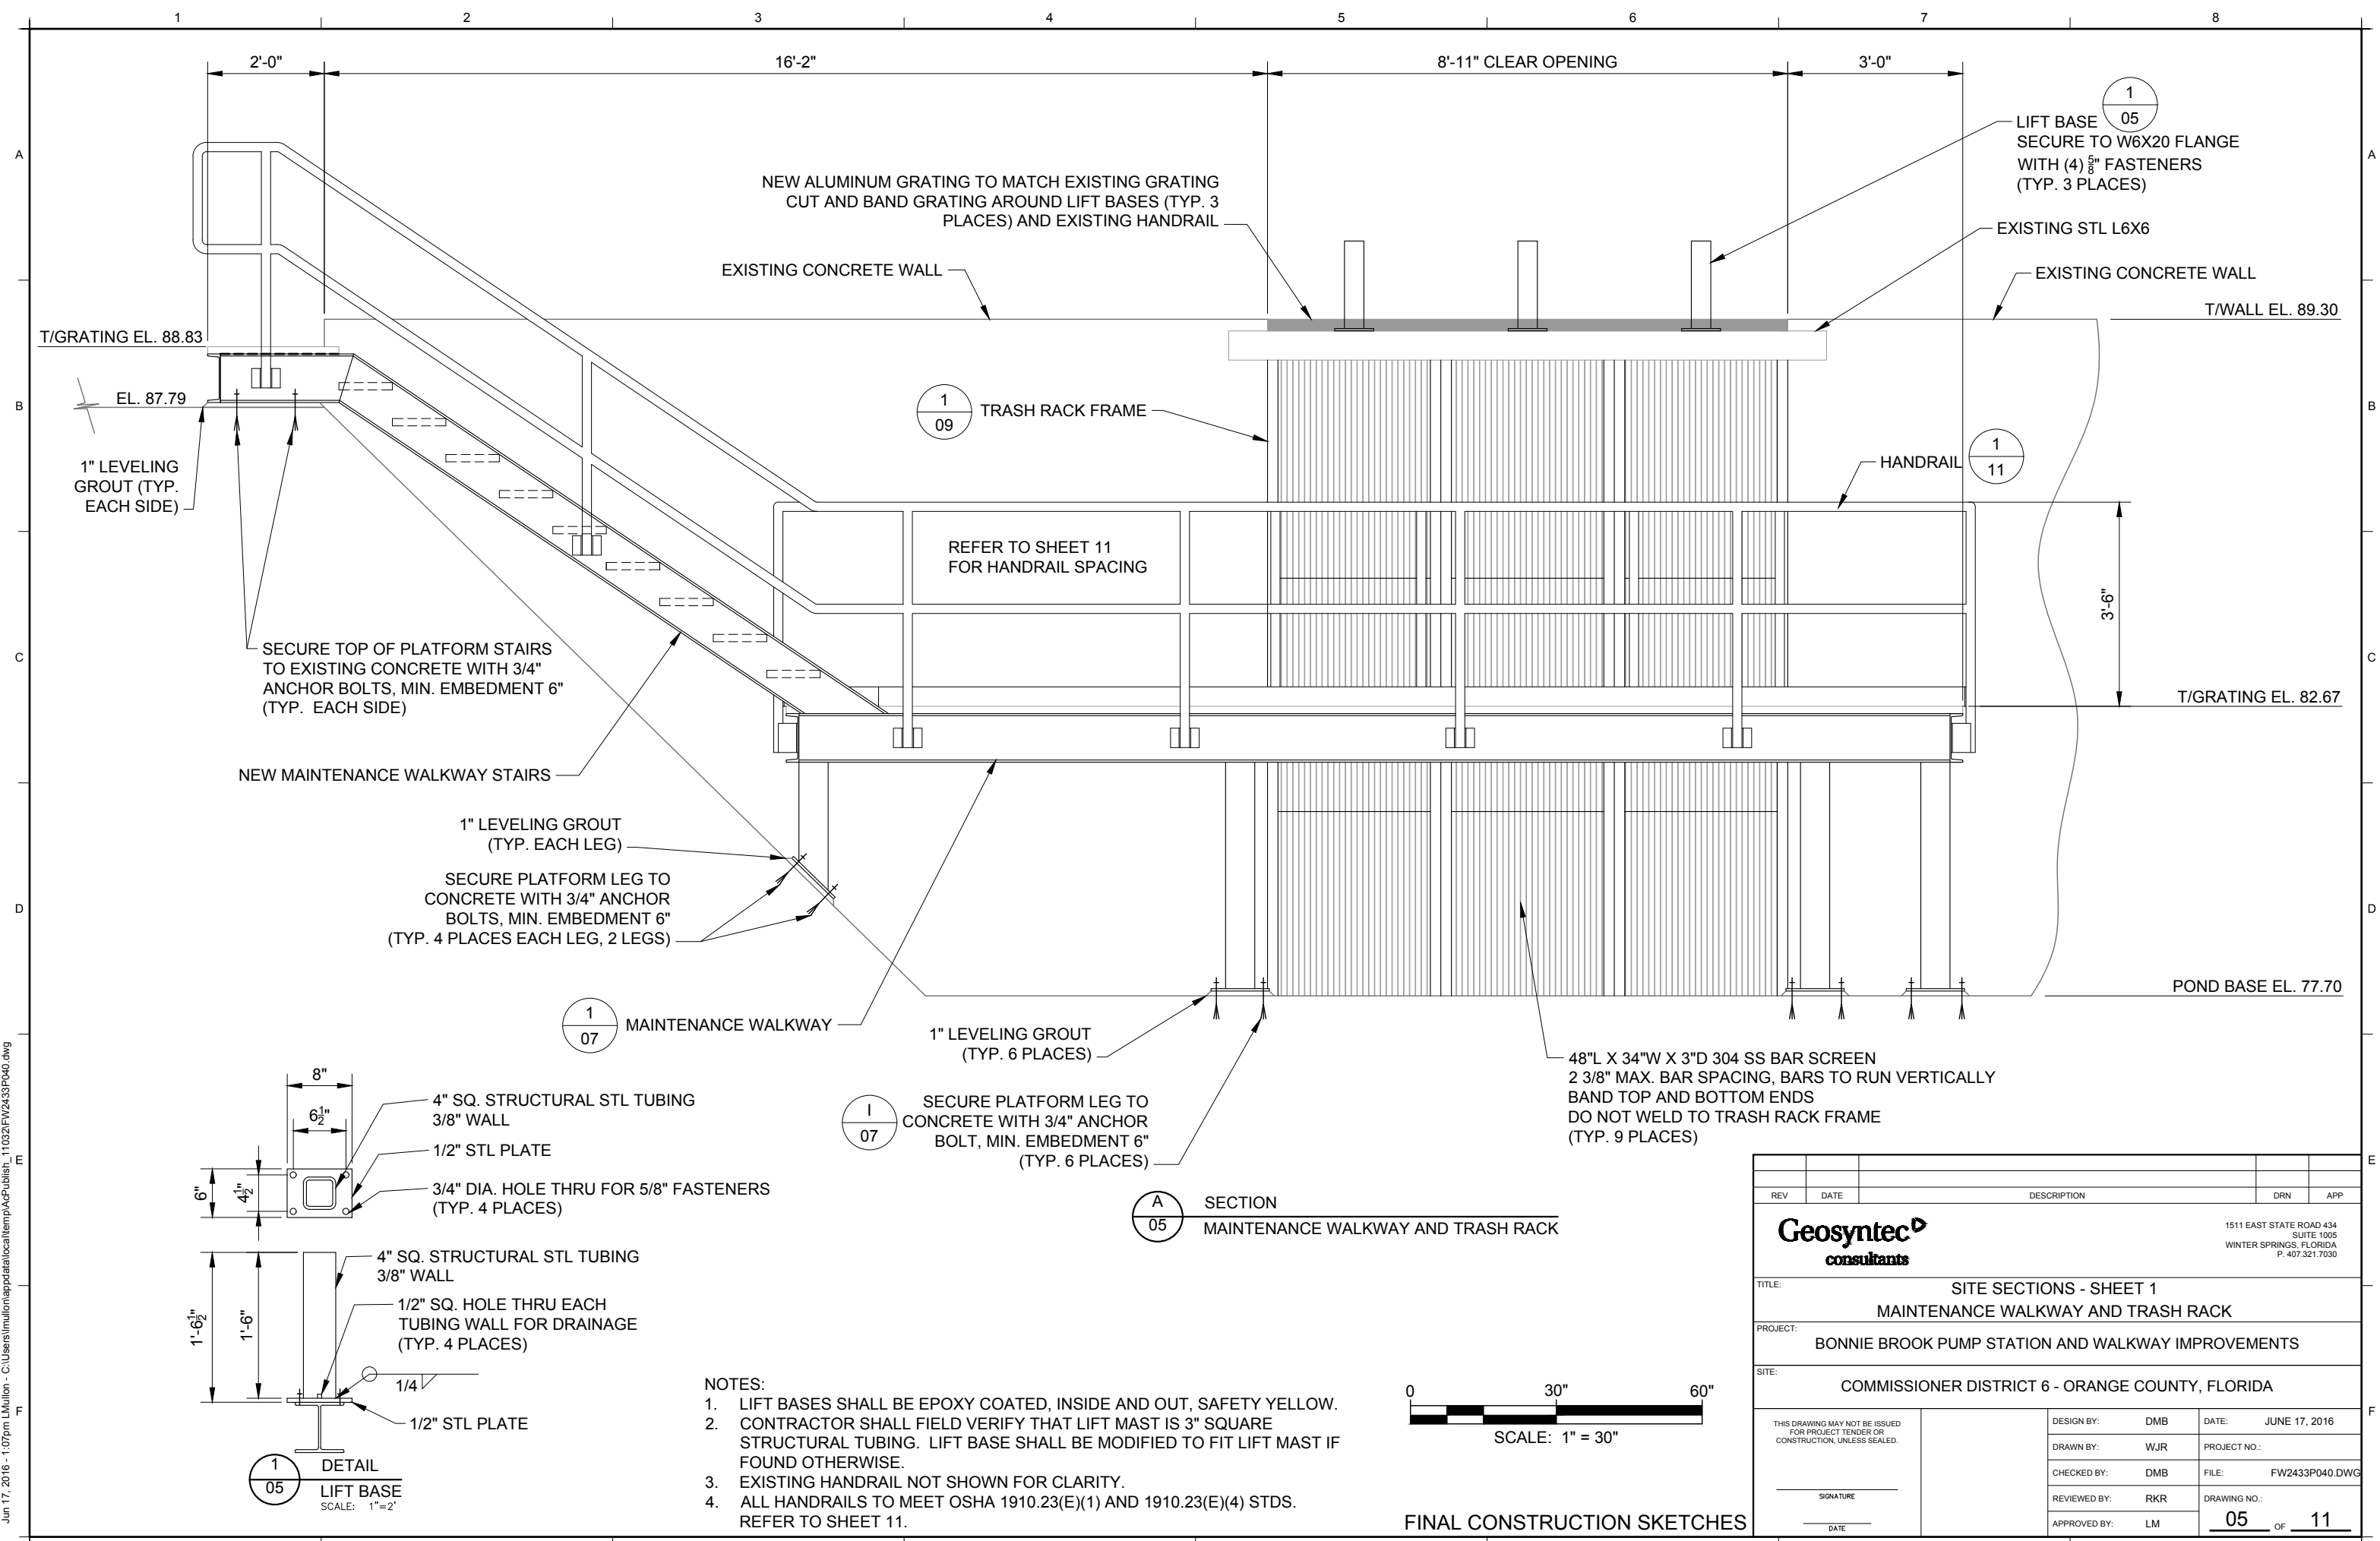 1 2 3 4 5 6 7 8
2'-0" 16'-2" 8'-11" CLEAR OPENING 3'-0"
A
A
1
05
LIFT BASE
SECURE TO W6X20 FLANGE
WITH (4) 5/8" FASTENERS
(TYP. 3 PLACES)
NEW ALUMINUM GRATING TO MATCH EXISTING GRATING
CUT AND BAND GRATING AROUND LIFT BASES (TYP. 3
PLACES) AND EXISTING HANDRAIL
EXISTING STL L6X6
EXISTING CONCRETE WALL
EXISTING CONCRETE WALL
T/WALL EL. 89.30
T/GRATING EL. 88.83
B
B
EL. 87.79
1
09
TRASH RACK FRAME
1" LEVELING
GROUT (TYP.
EACH SIDE)
HANDRAIL
1
11
REFER TO SHEET 11
FOR HANDRAIL SPACING
3'-6"
C
C
SECURE TOP OF PLATFORM STAIRS
TO EXISTING CONCRETE WITH 3/4"
ANCHOR BOLTS, MIN. EMBEDMENT 6"
(TYP. EACH SIDE)
T/GRATING EL. 82.67
NEW MAINTENANCE WALKWAY STAIRS
1" LEVELING GROUT
(TYP. EACH LEG)
SECURE PLATFORM LEG TO
CONCRETE WITH 3/4" ANCHOR
BOLTS, MIN. EMBEDMENT 6"
(TYP. 4 PLACES EACH LEG, 2 LEGS)
D
D
POND BASE EL. 77.70
1
07
MAINTENANCE WALKWAY
1" LEVELING GROUT
(TYP. 6 PLACES)
48"L X 34"W X 3"D 304 SS BAR SCREEN
2 3/8" MAX. BAR SPACING, BARS TO RUN VERTICALLY
BAND TOP AND BOTTOM ENDS
DO NOT WELD TO TRASH RACK FRAME
(TYP. 9 PLACES)
I
07
SECURE PLATFORM LEG TO
CONCRETE WITH 3/4" ANCHOR
BOLT, MIN. EMBEDMENT 6"
(TYP. 6 PLACES)
A
05
SECTION
MAINTENANCE WALKWAY AND TRASH RACK
8"
6 1/2"
4" SQ. STRUCTURAL STL TUBING
3/8" WALL
1/2" STL PLATE
E
E
6"
4 1/2"
3/4" DIA. HOLE THRU FOR 5/8" FASTENERS
(TYP. 4 PLACES)
4" SQ. STRUCTURAL STL TUBING
3/8" WALL
1/2" SQ. HOLE THRU EACH
TUBING WALL FOR DRAINAGE
(TYP. 4 PLACES)
1'-6 1/2"
1'-6"
1/4
1/2" STL PLATE
F
F
1
05
DETAIL
LIFT BASE
SCALE: 1"=2'
NOTES:
1. LIFT BASES SHALL BE EPOXY COATED, INSIDE AND OUT, SAFETY YELLOW.
2. CONTRACTOR SHALL FIELD VERIFY THAT LIFT MAST IS 3" SQUARE
STRUCTURAL TUBING. LIFT BASE SHALL BE MODIFIED TO FIT LIFT MAST IF
FOUND OTHERWISE.
3. EXISTING HANDRAIL NOT SHOWN FOR CLARITY.
4. ALL HANDRAILS TO MEET OSHA 1910.23(E)(1) AND 1910.23(E)(4) STDS.
REFER TO SHEET 11.
0 30" 60"
SCALE: 1" = 30"
FINAL CONSTRUCTION SKETCHES
REV DATE DESCRIPTION DRN APP
Geosyntec
consultants
1511 EAST STATE ROAD 434
SUITE 1005
WINTER SPRINGS, FLORIDA
P. 407.321.7030
TITLE:
SITE SECTIONS - SHEET 1
MAINTENANCE WALKWAY AND TRASH RACK
PROJECT:
BONNIE BROOK PUMP STATION AND WALKWAY IMPROVEMENTS
SITE:
COMMISSIONER DISTRICT 6 - ORANGE COUNTY, FLORIDA
THIS DRAWING MAY NOT BE ISSUED
FOR PROJECT TENDER OR
CONSTRUCTION, UNLESS SEALED.
SIGNATURE
DATE
DESIGN BY: DMB DATE: JUNE 17, 2016
DRAWN BY: WJR PROJECT NO.:
CHECKED BY: DMB FILE: FW2433P040.DWG
REVIEWED BY: RKR DRAWING NO.:
APPROVED BY: LM 05 OF 11
Jun 17, 2016 - 1:07pm LMullon - C:\Users\lmullon\appdata\local\temp\AcPublish_11032\FW2433P040.dwg